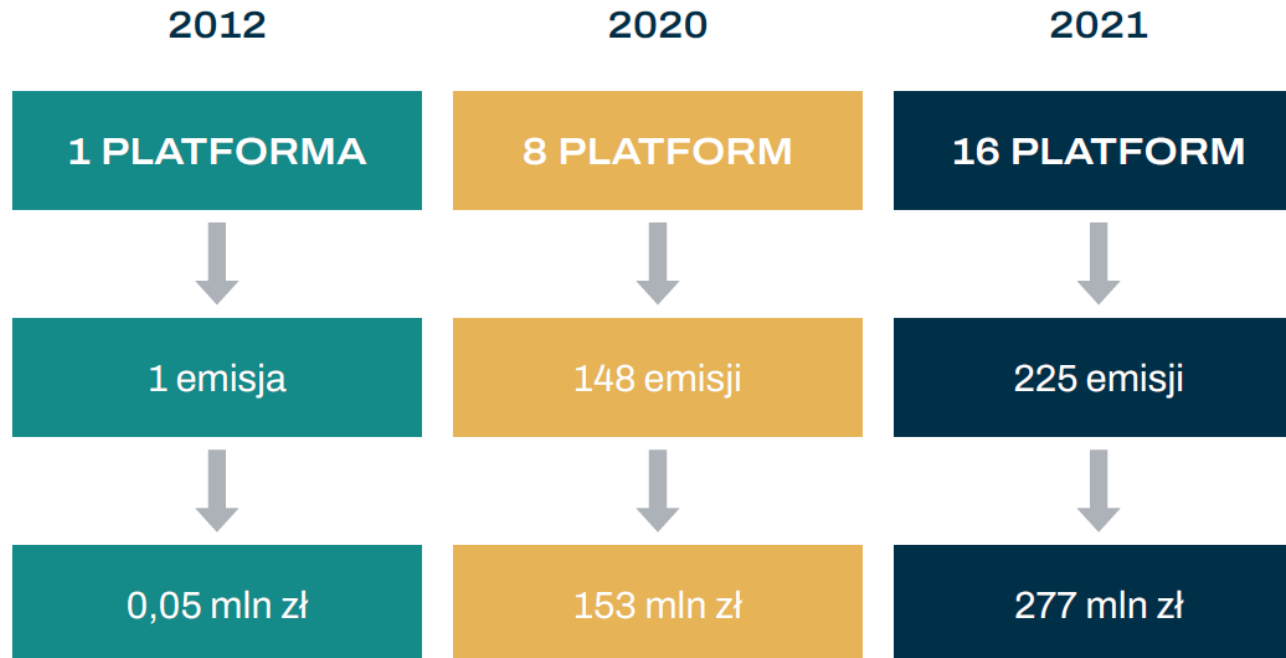 2012
2020
2021
1 PLATFORMA
8 PLATFORM
16 PLATFORM
1 emisja
148 emisji
225 emisji
0,05 mln zł
153 mln zł
277 mln zł